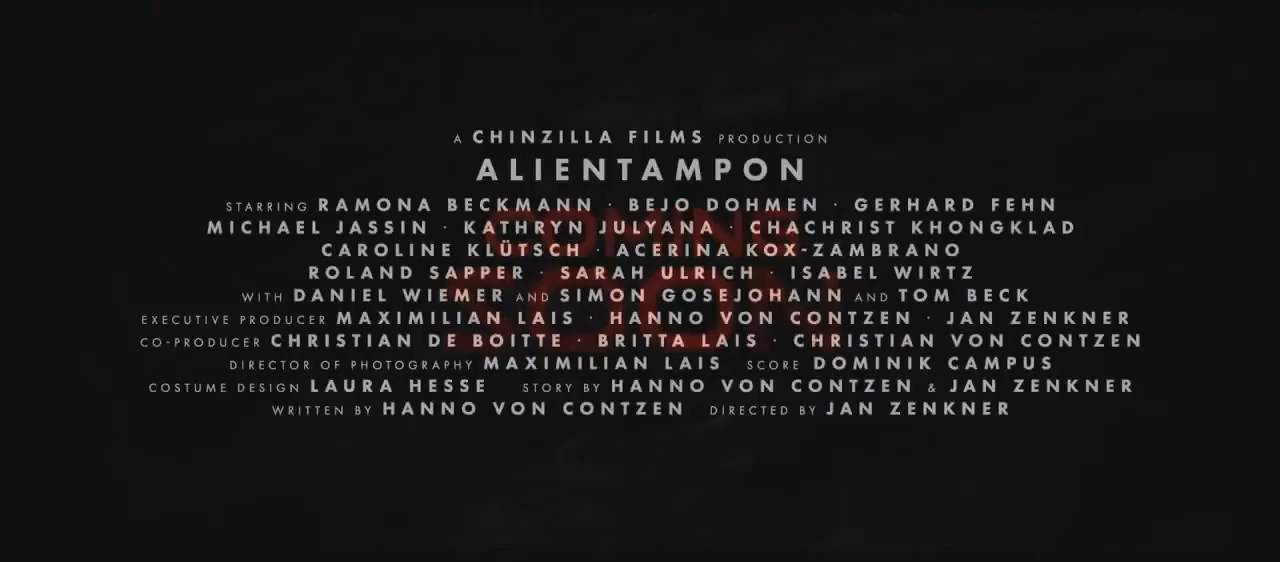 A CHINZILLA FILMS PRODUCTION
ALIENTAMPON
STARRING RAMONA BECKMANN · BEJO DOHMEN · GERHARD FEHN
MICHAEL JASSIN · KATHRYN JULYANA · CHACHRIST KHONGKLAD
CAROLINE KLÜTSCH · ACERINA KOX-ZAMBRANO
ROLAND SAPPER · SARAH ULRICH · ISABEL WIRTZ
WITH DANIEL WIEMER AND SIMON GOSEJOHANN AND TOM BECK
EXECUTIVE PRODUCER MAXIMILIAN LAIS · HANNO VON CONTZEN · JAN ZENKNER
CO-PRODUCER CHRISTIAN DE BOITTE · BRITTA LAIS · CHRISTIAN VON CONTZEN
DIRECTOR OF PHOTOGRAPHY MAXIMILIAN LAIS SCORE DOMINIK CAMPUS
COSTUME DESIGN LAURA HESSE STORY BY HANNO VON CONTZEN & JAN ZENKNER
WRITTEN BY HANNO VON CONTZEN DIRECTED BY JAN ZENKNER
COMING
SOON